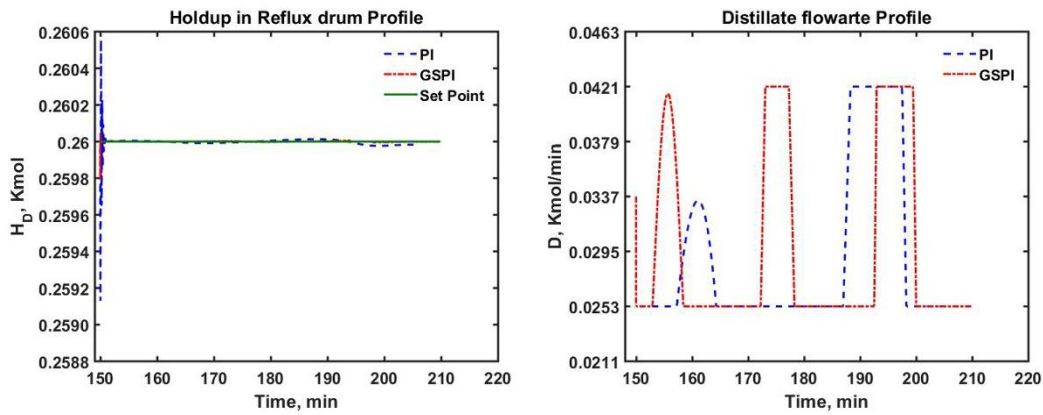 Holdup in Reflux drum Profile
0.2606
0.2604
0.2602
0.26
0.2598
0.2596
0.2594
0.2592
0.2590
0.2588
H_D, Kmol
PI
GSPI
Set Point
150 160 170 180 190 200 210 220
Time, min
Distillate flowarte Profile
0.0463
0.0421
0.0379
0.0337
0.0295
0.0253
0.0211
D, Kmol/min
PI
GSPI
150 160 170 180 190 200 210 220
Time, min